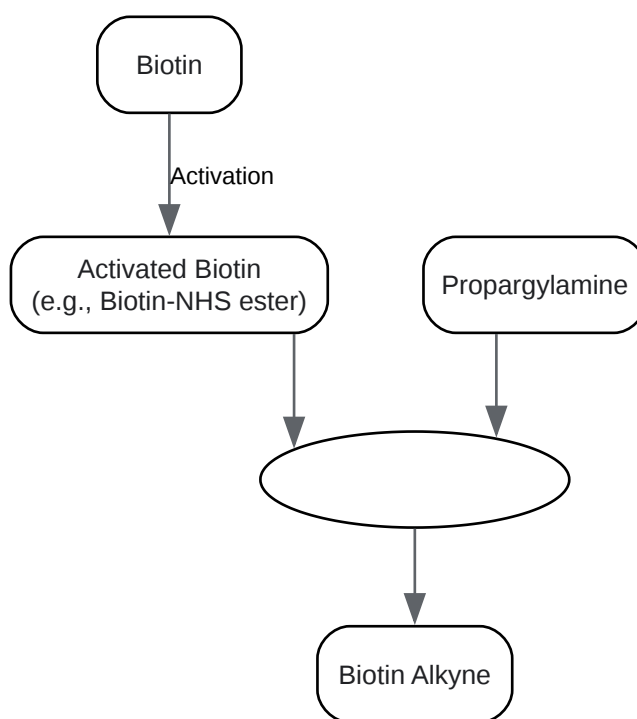 Biotin
Activation
Activated Biotin
(e.g., Biotin-NHS ester)
Propargylamine
Biotin Alkyne